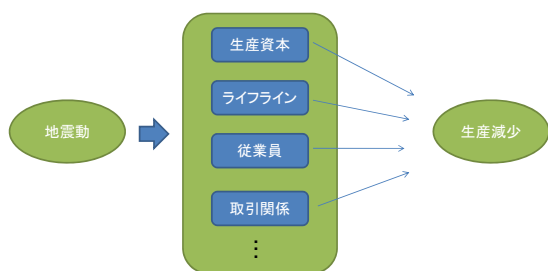 生産資本
ライフライン
地震動
従業員
生産減少
取引関係
⋮